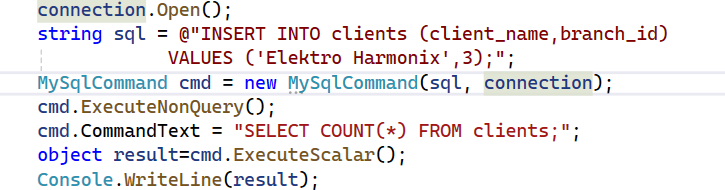 connection.Open();
string sql = @"INSERT INTO clients (client_name,branch_id)
VALUES ('Elektro Harmonix',3);";
MySqlCommand cmd = new MySqlCommand(sql, connection);
cmd.ExecuteNonQuery();
cmd.CommandText = "SELECT COUNT(*) FROM clients;";
object result=cmd.ExecuteScalar();
Console.WriteLine(result);